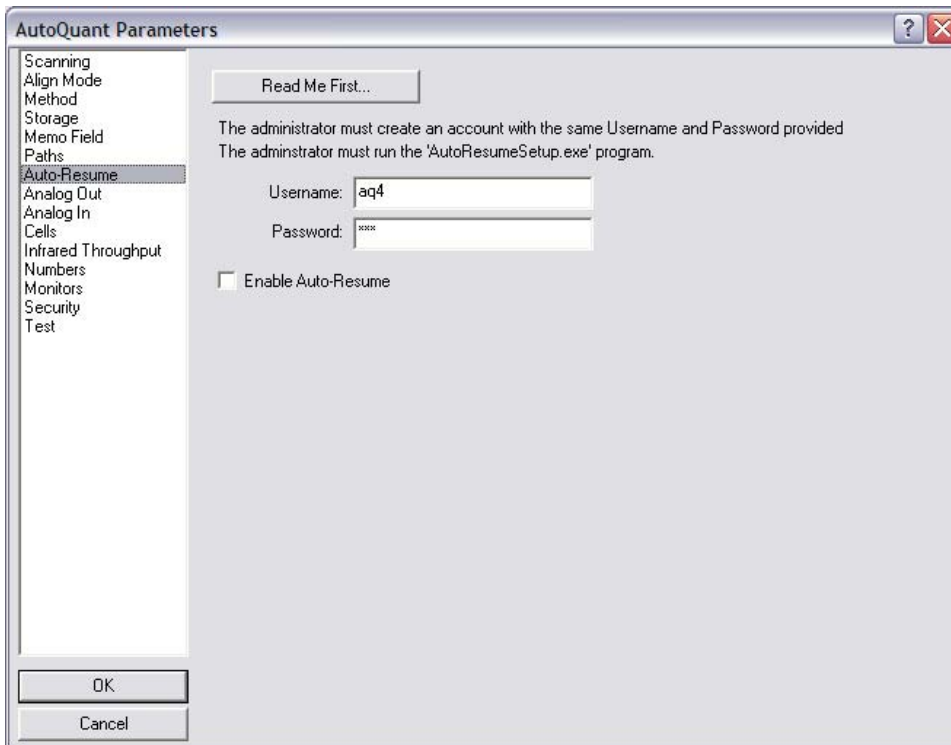 AutoQuant Parameters
?
Scanning
Align Mode
Method
Storage
Memo Field
Paths
Auto-Resume
Analog Out
Analog In
Cells
Infrared Throughput
Numbers
Monitors
Security
Test
Read Me First...
The administrator must create an account with the same Username and Password provided
The adminstrator must run the 'AutoResumeSetup.exe' program.
Username: aq4
Password: ***
Enable Auto-Resume
OK
Cancel